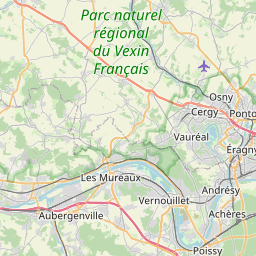 Parc naturel
régional
du Vexin
Français
Osny
Cergy
Ponto
Vauréal
Éragny
Les Mureaux
Andrésy
Vernouillet
Aubergenville
Achères
Poissy